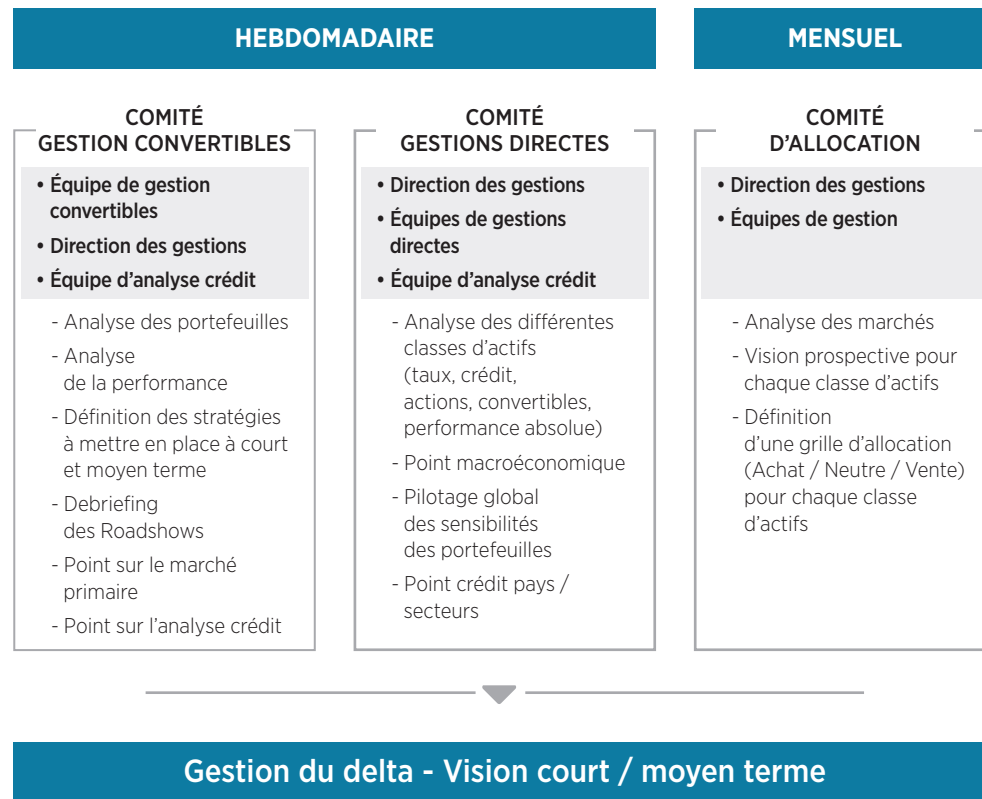 HEBDOMADAIRE
MENSUEL
COMITÉ
GESTION CONVERTIBLES
• Équipe de gestion
convertibles
• Direction des gestions
• Équipe d'analyse crédit
- Analyse des portefeuilles
- Analyse
de la performance
- Définition des stratégies
à mettre en place à court
et moyen terme
- Debriefing
des Roadshows
- Point sur le marché
primaire
- Point sur l'analyse crédit
COMITÉ
GESTIONS DIRECTES
• Direction des gestions
• Équipes de gestions
directes
• Équipe d'analyse crédit
- Analyse des différentes
classes d'actifs
(taux, crédit,
actions, convertibles,
performance absolue)
- Point macroéconomique
- Pilotage global
des sensibilités
des portefeuilles
- Point crédit pays /
secteurs
COMITÉ
D'ALLOCATION
• Direction des gestions
• Équipes de gestion
- Analyse des marchés
- Vision prospective pour
chaque classe d'actifs
- Définition
d'une grille d'allocation
(Achat / Neutre / Vente)
pour chaque classe
d'actifs
Gestion du delta - Vision court / moyen terme